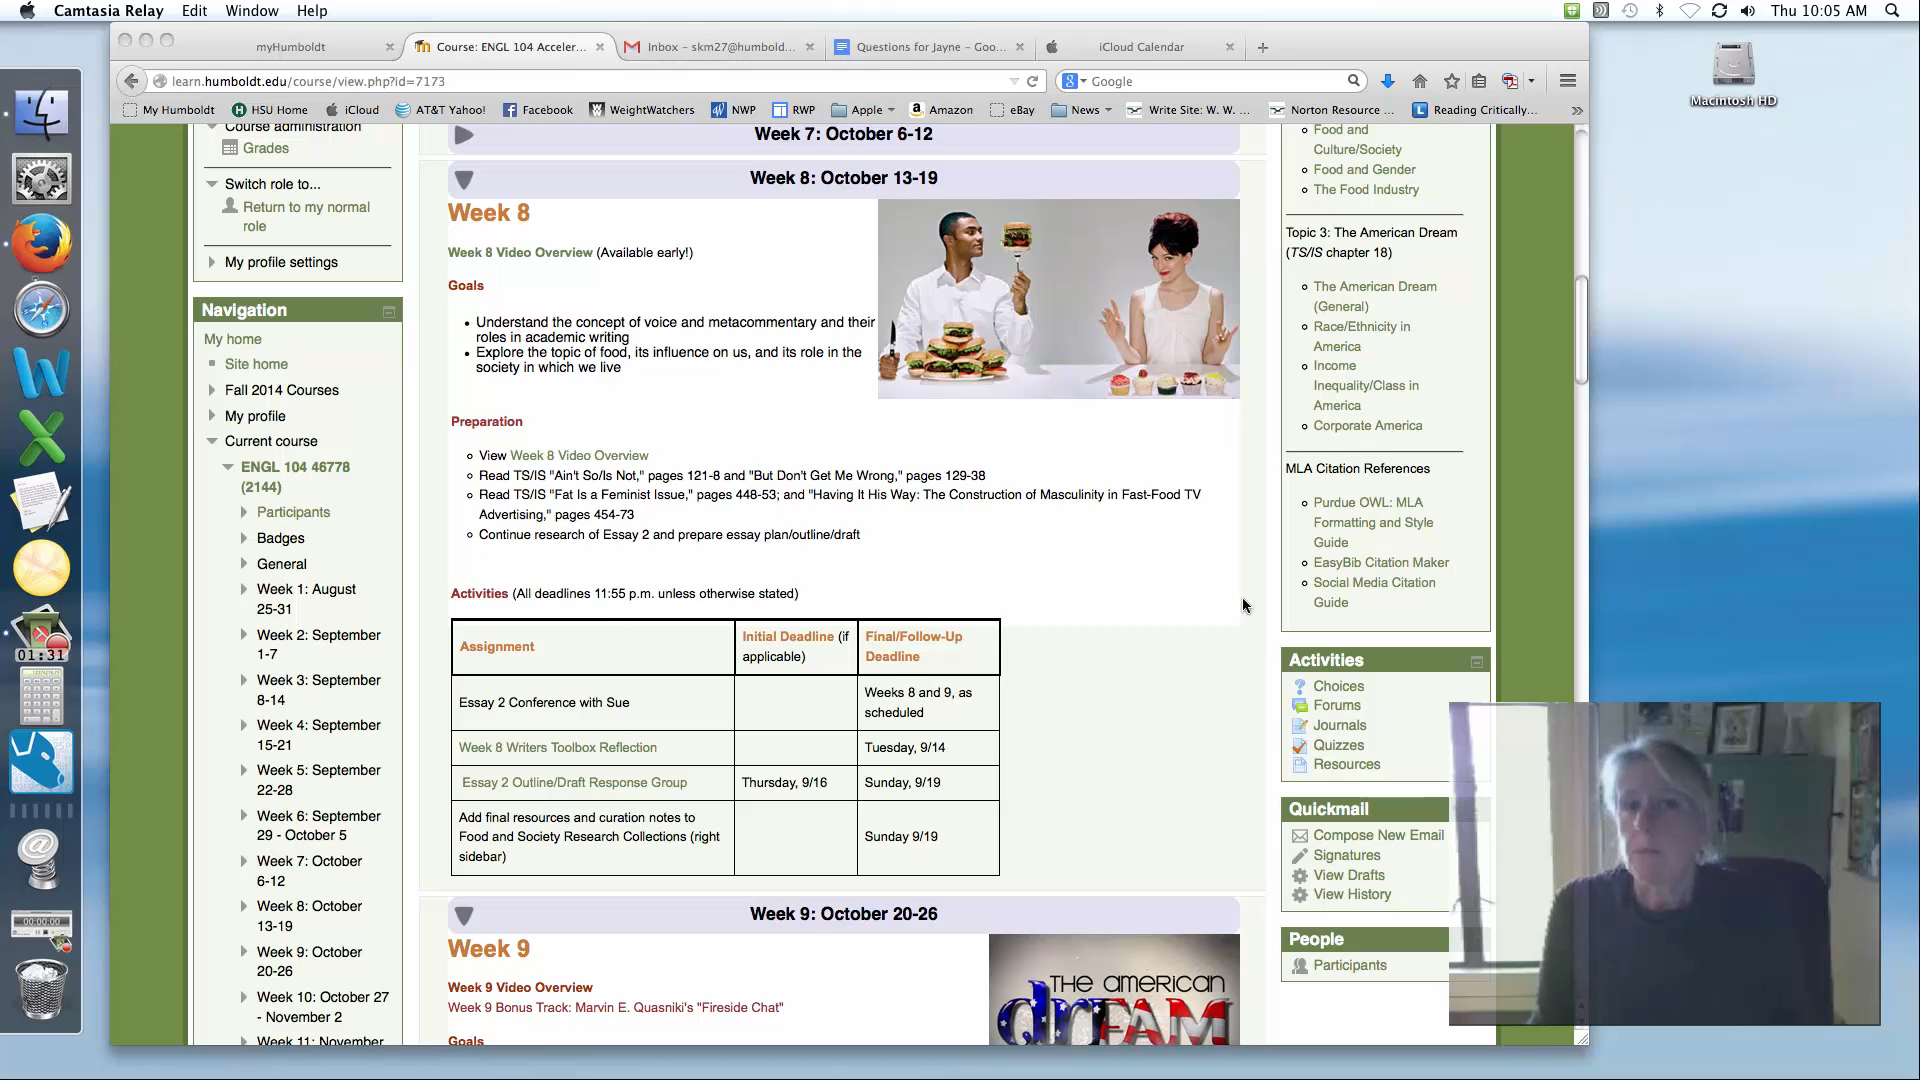 Camtasia Relay Edit Window Help
Thu 10:05 AM
myHumboldt
Course: ENGL 104 Acceler...
Inbox – skm27@humbold...
Questions for Jayne – Goo...
iCloud Calendar
learn.humboldt.edu/course/view.php?id=7173
Google
My Humboldt
HSU Home
iCloud
AT&T Yahoo!
Facebook
WeightWatchers
NWP
RWP
Apple
Amazon
eBay
News
Write Site: W. W. ...
Norton Resource ...
Reading Critically...
Macintosh HD
01:31
00:00:00
Course administration
Grades
Switch role to...
Return to my normal
role
My profile settings
Navigation
My home
Site home
Fall 2014 Courses
My profile
Current course
ENGL 104 46778
(2144)
Participants
Badges
General
Week 1: August
25-31
Week 2: September
1-7
Week 3: September
8-14
Week 4: September
15-21
Week 5: September
22-28
Week 6: September
29 - October 5
Week 7: October
6-12
Week 8: October
13-19
Week 9: October
20-26
Week 10: October 27
- November 2
Week 11: November
Week 7: October 6-12
Week 8: October 13-19
Week 8
Week 8 Video Overview (Available early!)
Goals
Understand the concept of voice and metacommentary and their
roles in academic writing
Explore the topic of food, its influence on us, and its role in the
society in which we live
Preparation
View Week 8 Video Overview
Read TS/IS "Ain't So/Is Not," pages 121-8 and "But Don't Get Me Wrong," pages 129-38
Read TS/IS "Fat Is a Feminist Issue," pages 448-53; and "Having It His Way: The Construction of Masculinity in Fast-Food TV
Advertising," pages 454-73
Continue research of Essay 2 and prepare essay plan/outline/draft
Activities (All deadlines 11:55 p.m. unless otherwise stated)
Assignment
Initial Deadline (if
applicable)
Final/Follow-Up
Deadline
Essay 2 Conference with Sue
Weeks 8 and 9, as
scheduled
Week 8 Writers Toolbox Reflection
Tuesday, 9/14
Essay 2 Outline/Draft Response Group
Thursday, 9/16
Sunday, 9/19
Add final resources and curation notes to
Food and Society Research Collections (right
sidebar)
Sunday 9/19
Week 9: October 20-26
Week 9
Week 9 Video Overview
Week 9 Bonus Track: Marvin E. Quasniki's "Fireside Chat"
Goals
THE AMERICAN
DREAM
Food and
Culture/Society
Food and Gender
The Food Industry
Topic 3: The American Dream
(TS/IS chapter 18)
The American Dream
(General)
Race/Ethnicity in
America
Income
Inequality/Class in
America
Corporate America
MLA Citation References
Purdue OWL: MLA
Formatting and Style
Guide
EasyBib Citation Maker
Social Media Citation
Guide
Activities
Choices
Forums
Journals
Quizzes
Resources
Quickmail
Compose New Email
Signatures
View Drafts
View History
People
Participants